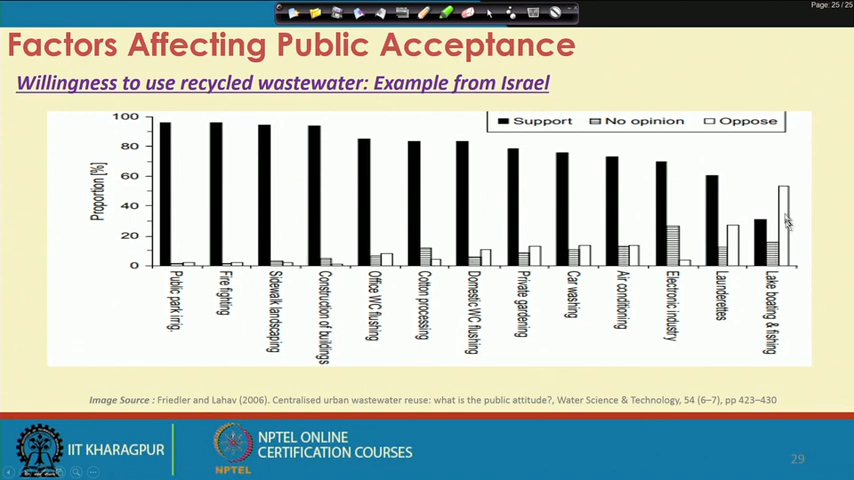 Page: 25 / 25
Factors Affecting Public Acceptance
Willingness to use recycled wastewater: Example from Israel
Support No opinion Oppose
Proportion [%]
100
80
60
40
20
0
Public park irrig.
Fire fighting
Sidewalk landscaping
Construction of buildings
Office WC flushing
Cotton processing
Domestic WC flushing
Private gardening
Car washing
Air conditioning
Electronic industry
Launderettes
Lake boating & fishing
Image Source : Friedler and Lahav (2006). Centralised urban wastewater reuse: what is the public attitude?, Water Science & Technology, 54 (6–7), pp 423–430
IIT KHARAGPUR
NPTEL
NPTEL ONLINE
CERTIFICATION COURSES
29